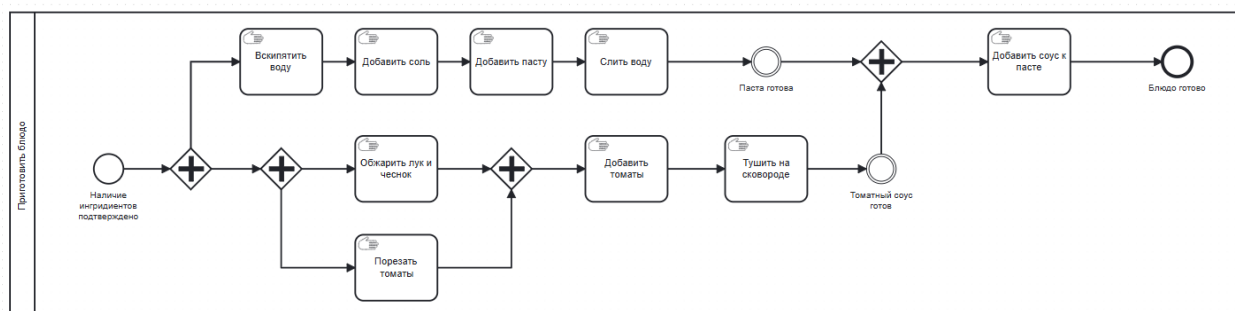 Приготовить блюдо
Вскипятить
воду
Добавить соль
Добавить пасту
Слить воду
Паста готова
Добавить соус к
пасте
Блюдо готово
Наличие
ингридиентов
подтверждено
Обжарить лук и
чеснок
Добавить
томаты
Тушить на
сковороде
Томатный соус
готов
Порезать
томаты